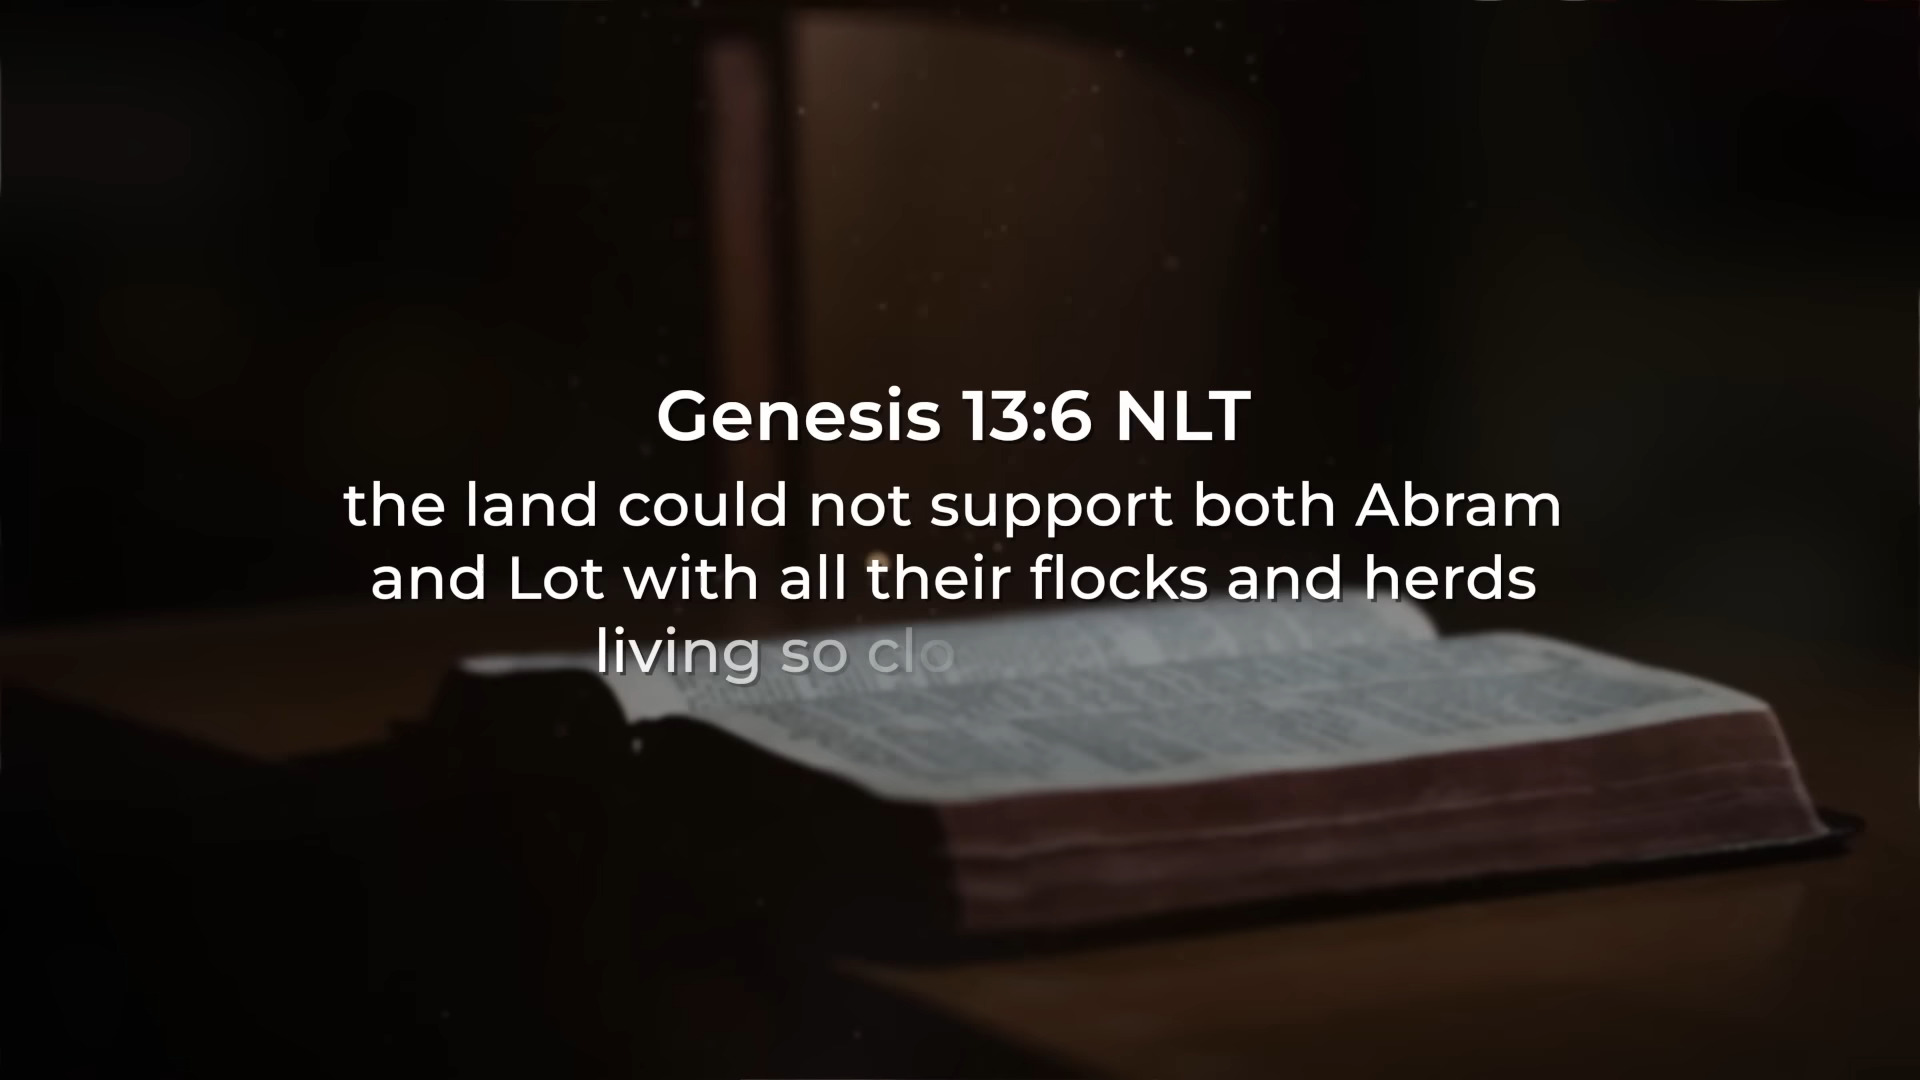 Genesis 13:6 NLT
the land could not support both Abram
and Lot with all their flocks and herds
living so clo